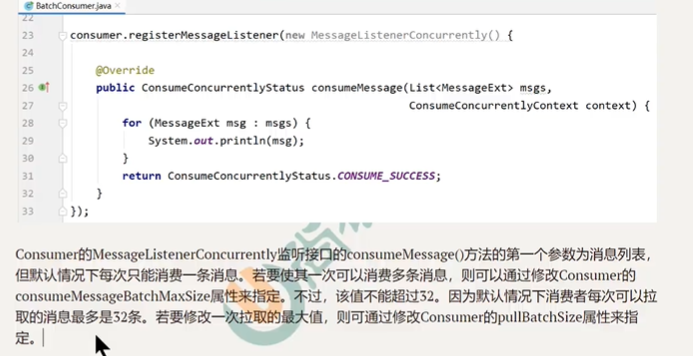 BatchConsumer.java
22
23 consumer.registerMessageListener(new MessageListenerConcurrently() {
24
25 @Override
26 public ConsumeConcurrentlyStatus consumeMessage(List<MessageExt> msgs,
27 ConsumeConcurrentlyContext context) {
28 for (MessageExt msg : msgs) {
29 System.out.println(msg);
30 }
31 return ConsumeConcurrentlyStatus.CONSUME_SUCCESS;
32 }
33 });
Consumer的MessageListenerConcurrently监听接口的consumeMessage()方法的第一个参数为消息列表，
但默认情况下每次只能消费一条消息。若要使其一次可以消费多条消息，则可以通过修改Consumer的
consumeMessageBatchMaxSize属性来指定。不过，该值不能超过32。因为默认情况下消费者每次可以拉
取的消息最多是32条。若要修改一次拉取的最大值，则可通过修改Consumer的pullBatchSize属性来指
定。